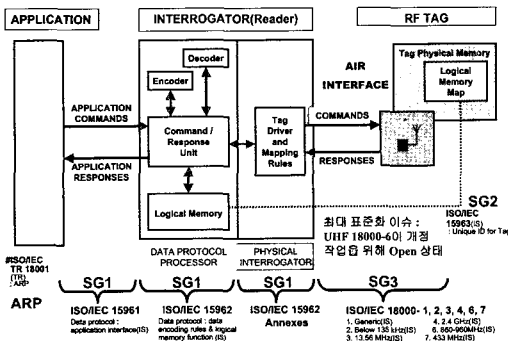 APPLICATION
INTERROGATOR(Reader)
RF TAG
Decoder
Encoder
Tag Physical Memory
Logical
Memory
Map
AIR
INTERFACE
APPLICATION
COMMANDS
Command /
Response
Unit
Tag
Driver
and
Mapping
Rules
COMMANDS
RESPONSES
APPLICATION
RESPONSES
Logical Memory
SG2
ISO/IEC
15963(IS)
: Unique ID for Tag
최대 표준화 이슈 :
UHF 18000-6이 개정
작업을 위해 Open 상태
DATA PROTOCOL
PROCESSOR
PHYSICAL
INTERROGATOR
ISO/IEC
TR 18001
(TR)
: ARP
ARP
SG1
SG1
SG1
SG3
ISO/IEC 15961
Data protocol :
application interface(IS)
ISO/IEC 15962
Data protocol : data
encoding rules & logical
memory function (IS)
ISO/IEC 15962
Annexes
ISO/IEC 18000- 1, 2, 3, 4, 6, 7
1. Generic(IS)
2. Below 135 kHz(IS)
3. 13.56 MHz(IS)
4. 2.4 GHz(IS)
6. 860-960MHz(IS)
7. 433 MHz(IS)